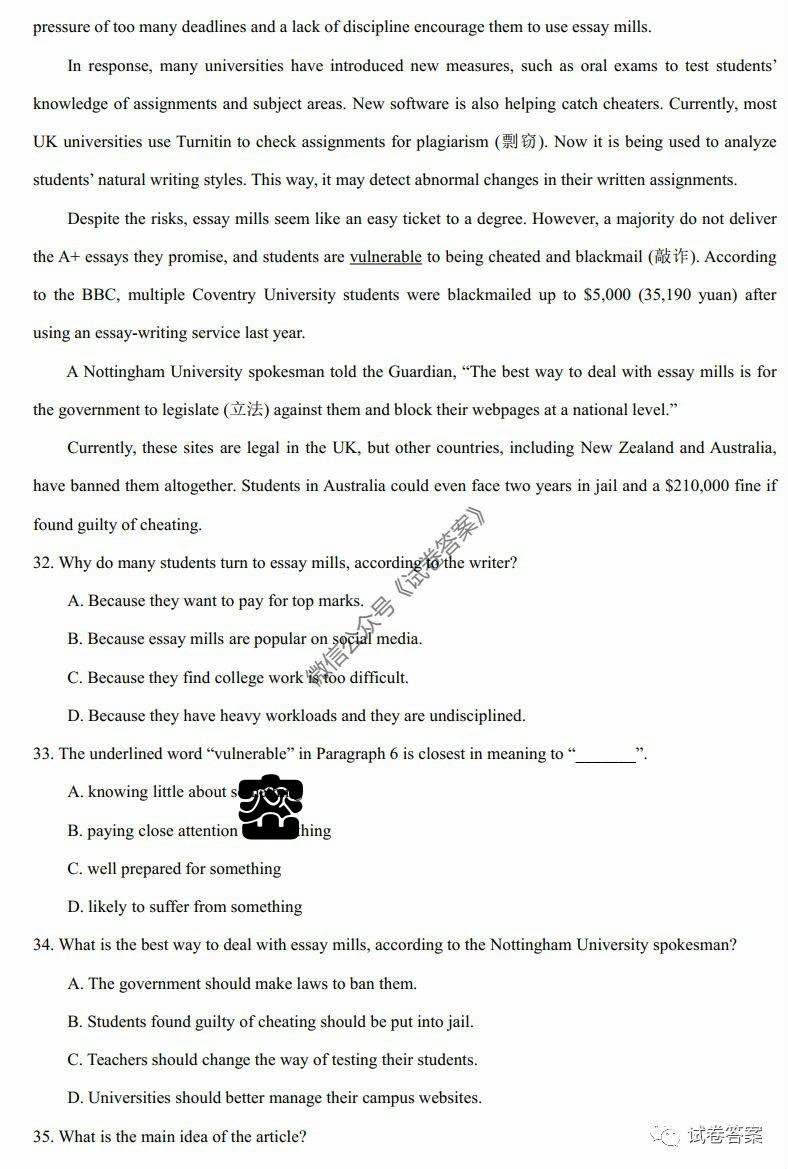 pressure of too many deadlines and a lack of discipline encourage them to use essay mills.
In response, many universities have introduced new measures, such as oral exams to test students’
knowledge of assignments and subject areas. New software is also helping catch cheaters. Currently, most
UK universities use Turnitin to check assignments for plagiarism (剽窃). Now it is being used to analyze
students’ natural writing styles. This way, it may detect abnormal changes in their written assignments.
Despite the risks, essay mills seem like an easy ticket to a degree. However, a majority do not deliver
the A+ essays they promise, and students are vulnerable to being cheated and blackmail (敲诈). According
to the BBC, multiple Coventry University students were blackmailed up to $5,000 (35,190 yuan) after
using an essay-writing service last year.
A Nottingham University spokesman told the Guardian, “The best way to deal with essay mills is for
the government to legislate (立法) against them and block their webpages at a national level.”
Currently, these sites are legal in the UK, but other countries, including New Zealand and Australia,
have banned them altogether. Students in Australia could even face two years in jail and a $210,000 fine if
found guilty of cheating.
32. Why do many students turn to essay mills, according to the writer?
A. Because they want to pay for top marks.
B. Because essay mills are popular on social media.
C. Because they find college work is too difficult.
D. Because they have heavy workloads and they are undisciplined.
33. The underlined word “vulnerable” in Paragraph 6 is closest in meaning to “_______”.
A. knowing little about
B. paying close attention
C. well prepared for something
D. likely to suffer from something
34. What is the best way to deal with essay mills, according to the Nottingham University spokesman?
A. The government should make laws to ban them.
B. Students found guilty of cheating should be put into jail.
C. Teachers should change the way of testing their students.
D. Universities should better manage their campus websites.
35. What is the main idea of the article?
微信公众号《试卷答案》
试卷答案